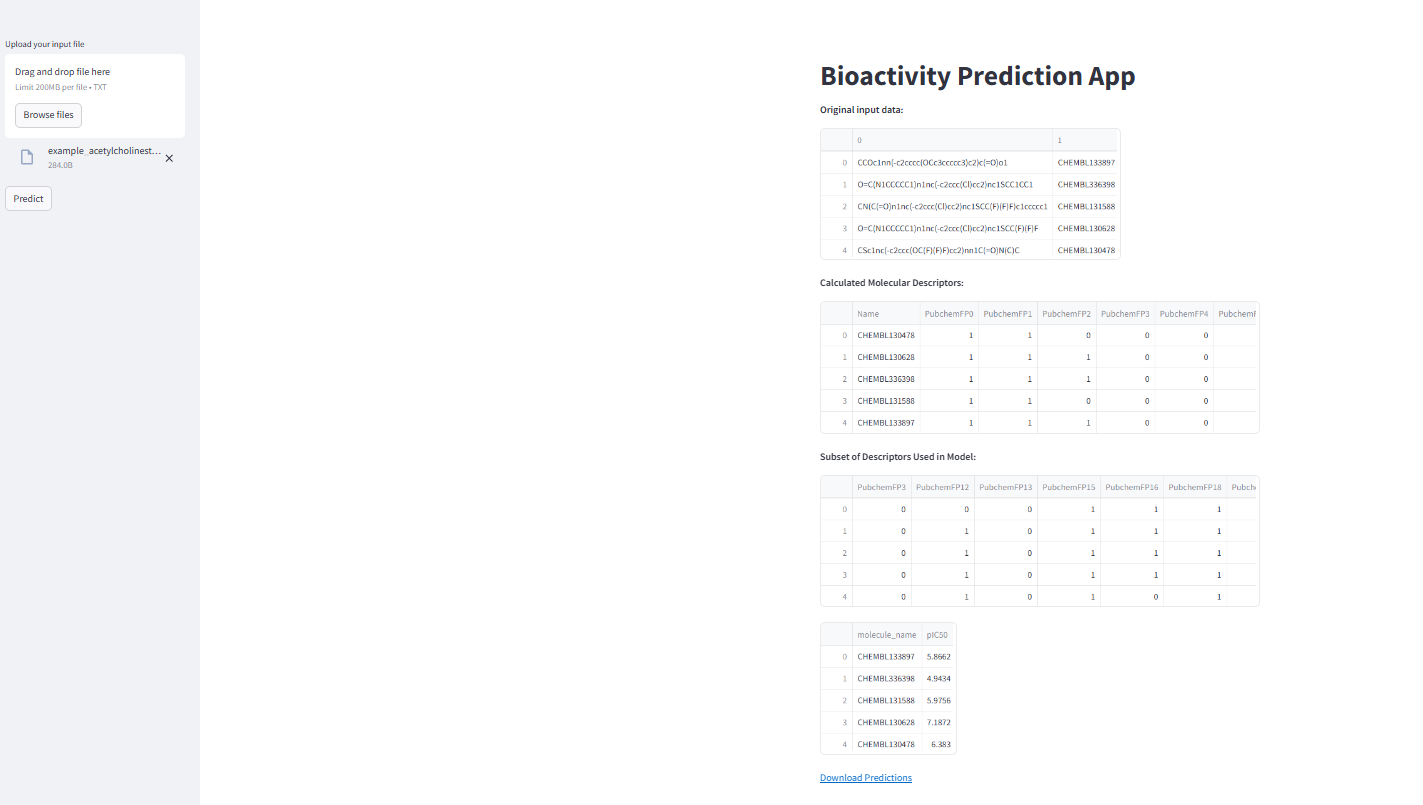 Upload your input file
Drag and drop file here
Limit 200MB per file • TXT
Browse files
example_acetylcholinest...
284.0B
Predict
Bioactivity Prediction App
Original input data:
0 1
0 CCOc1nn(-c2cccc(OCc3ccccc3)c2)c(=O)o1 CHEMBL133897
1 O=C(N1CCCCC1)n1nc(-c2ccc(Cl)cc2)nc1SCC1CC1 CHEMBL336398
2 CN(C(=O)n1nc(-c2ccc(Cl)cc2)nc1SCC(F)(F)F)c1ccccc1 CHEMBL131588
3 O=C(N1CCCCC1)n1nc(-c2ccc(Cl)cc2)nc1SCC(F)(F)F CHEMBL130628
4 CSc1nc(-c2ccc(OC(F)(F)F)cc2)nn1C(=O)N(C)C CHEMBL130478
Calculated Molecular Descriptors:
Name PubchemFP0 PubchemFP1 PubchemFP2 PubchemFP3 PubchemFP4 PubchemF
0 CHEMBL130478 1 1 0 0 0
1 CHEMBL130628 1 1 1 0 0
2 CHEMBL336398 1 1 1 0 0
3 CHEMBL131588 1 1 0 0 0
4 CHEMBL133897 1 1 1 0 0
Subset of Descriptors Used in Model:
PubchemFP3 PubchemFP12 PubchemFP13 PubchemFP15 PubchemFP16 PubchemFP18 Pubch
0 0 0 0 1 1 1
1 0 1 0 1 1 1
2 0 1 0 1 1 1
3 0 1 0 1 1 1
4 0 1 0 1 0 1
molecule_name pIC50
0 CHEMBL133897 5.8662
1 CHEMBL336398 4.9434
2 CHEMBL131588 5.9756
3 CHEMBL130628 7.1872
4 CHEMBL130478 6.383
Download Predictions